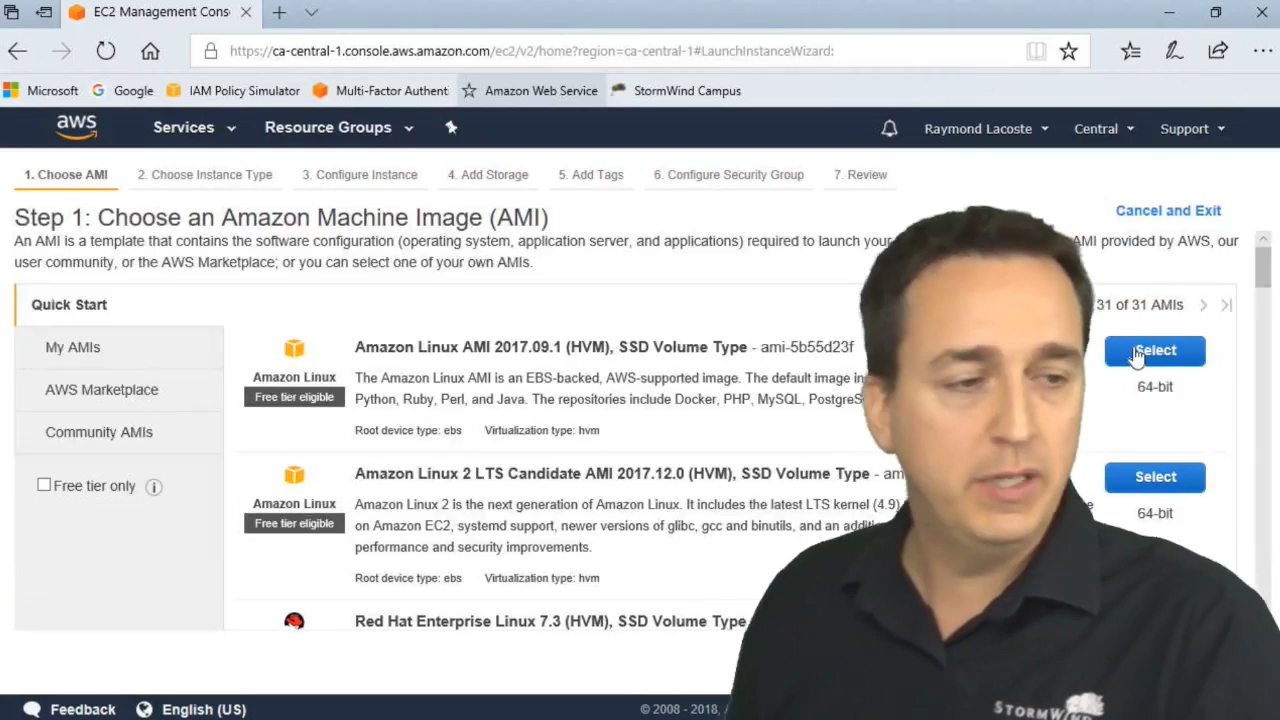 EC2 Management Cons
https://ca-central-1.console.aws.amazon.com/ec2/v2/home?region=ca-central-1#LaunchInstanceWizard:
Microsoft Google IAM Policy Simulator Multi-Factor Authenti Amazon Web Service StormWind Campus
aws Services Resource Groups Raymond Lacoste Central Support
1. Choose AMI 2. Choose Instance Type 3. Configure Instance 4. Add Storage 5. Add Tags 6. Configure Security Group 7. Review
Step 1: Choose an Amazon Machine Image (AMI)
Cancel and Exit
An AMI is a template that contains the software configuration (operating system, application server, and applications) required to launch your AMI provided by AWS, our
user community, or the AWS Marketplace; or you can select one of your own AMIs.
Quick Start
My AMIs
AWS Marketplace
Community AMIs
Free tier only
31 of 31 AMIs
Amazon Linux
Free tier eligible
Amazon Linux AMI 2017.09.1 (HVM), SSD Volume Type - ami-5b55d23f
The Amazon Linux AMI is an EBS-backed, AWS-supported image. The default image in
Python, Ruby, Perl, and Java. The repositories include Docker, PHP, MySQL, PostgreS
Root device type: ebs Virtualization type: hvm
Select
64-bit
Amazon Linux
Free tier eligible
Amazon Linux 2 LTS Candidate AMI 2017.12.0 (HVM), SSD Volume Type - am
Amazon Linux 2 is the next generation of Amazon Linux. It includes the latest LTS kernel (4.9)
on Amazon EC2, systemd support, newer versions of glibc, gcc and binutils, and an additio
performance and security improvements.
Root device type: ebs Virtualization type: hvm
Select
64-bit
Red Hat Enterprise Linux 7.3 (HVM), SSD Volume Type
Feedback English (US)
© 2008 - 2018,
STORMWIND